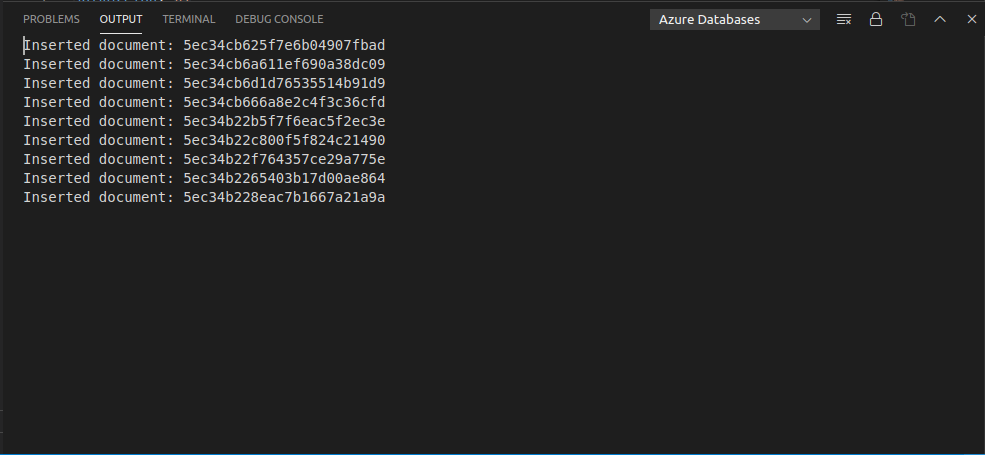 PROBLEMS OUTPUT TERMINAL DEBUG CONSOLE Azure Databases
Inserted document: 5ec34cb625f7e6b04907fbad
Inserted document: 5ec34cb6a611ef690a38dc09
Inserted document: 5ec34cb6d1d76535514b91d9
Inserted document: 5ec34cb666a8e2c4f3c36cfd
Inserted document: 5ec34b22b5f7f6eac5f2ec3e
Inserted document: 5ec34b22c800f5f824c21490
Inserted document: 5ec34b22f764357ce29a775e
Inserted document: 5ec34b2265403b17d00ae864
Inserted document: 5ec34b228eac7b1667a21a9a